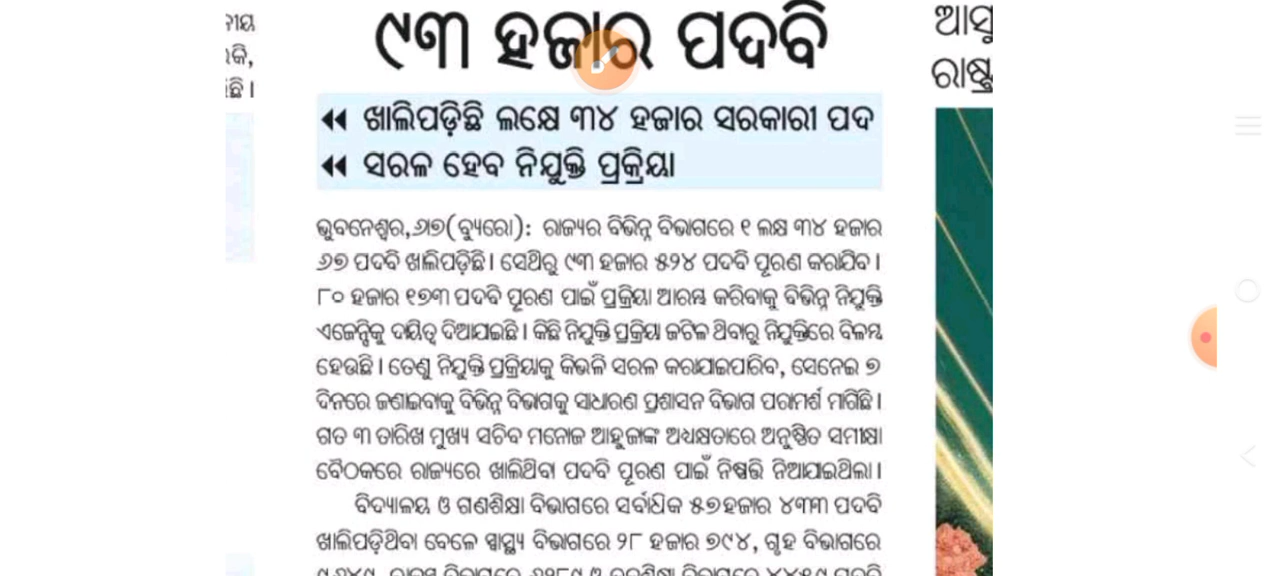 ୯୩ ହଜାର ପଦବି
ଖାଲିପଡ଼ିଛି ଲକ୍ଷେ ୩୪ ହଜାର ସରକାରୀ ପଦ
ସରଳ ହେବ ନିଯୁକ୍ତି ପ୍ରକ୍ରିୟା
ଭୁବନେଶ୍ୱର,୬ା୭(ବ୍ୟୁରୋ): ରାଜ୍ୟର ବିଭିନ୍ନ ବିଭାଗରେ ୧ ଲକ୍ଷ ୩୪ ହଜାର
୬୭ ପଦବି ଖାଲିପଡ଼ିଛି। ସେଥିରୁ ୯୩ ହଜାର ୫୨୪ ପଦବି ପୂରଣ କରାଯିବ।
୮୦ ହଜାର ୧୭୩ ପଦବି ପୂରଣ ପାଇଁ ପ୍ରକ୍ରିୟା ଆରମ୍ଭ କରିବାକୁ ବିଭିନ୍ନ ନିଯୁକ୍ତି
ଏଜେନ୍ସିକୁ ଦାୟିତ୍ୱ ଦିଆଯାଇଛି। କିଛି ନିଯୁକ୍ତି ପ୍ରକ୍ରିୟା ଜଟିଳ ଥିବାରୁ ନିଯୁକ୍ତିରେ ବିଳମ୍ବ
ହେଉଛି। ତେଣୁ ନିଯୁକ୍ତି ପ୍ରକ୍ରିୟାକୁ କିଭଳି ସରଳ କରାଯାଇପାରିବ, ସେନେଇ ୭
ଦିନରେ ଜଣାଇବାକୁ ବିଭିନ୍ନ ବିଭାଗକୁ ସାଧାରଣ ପ୍ରଶାସନ ବିଭାଗ ପରାମର୍ଶ ମାଗିଛି।
ଗତ ୩ ତାରିଖ ମୁଖ୍ୟ ସଚିବ ମନୋଜ ଆହୁଜାଙ୍କ ଅଧ୍ୟକ୍ଷତାରେ ଅନୁଷ୍ଠିତ ସମୀକ୍ଷା
ବୈଠକରେ ରାଜ୍ୟରେ ଖାଲିଥିବା ପଦବି ପୂରଣ ପାଇଁ ନିଷ୍ପତ୍ତି ନିଆଯାଇଥିଲା।
ବିଦ୍ୟାଳୟ ଓ ଗଣଶିକ୍ଷା ବିଭାଗରେ ସର୍ବାଧିକ ୫୭ହଜାର ୪୩୩ ପଦବି
ଖାଲିପଡ଼ିଥିବା ବେଳେ ସ୍ୱାସ୍ଥ୍ୟ ବିଭାଗରେ ୨୮ ହଜାର ୭୯୪, ଗୃହ ବିଭାଗରେ
ରାଷ୍ଟ୍ର